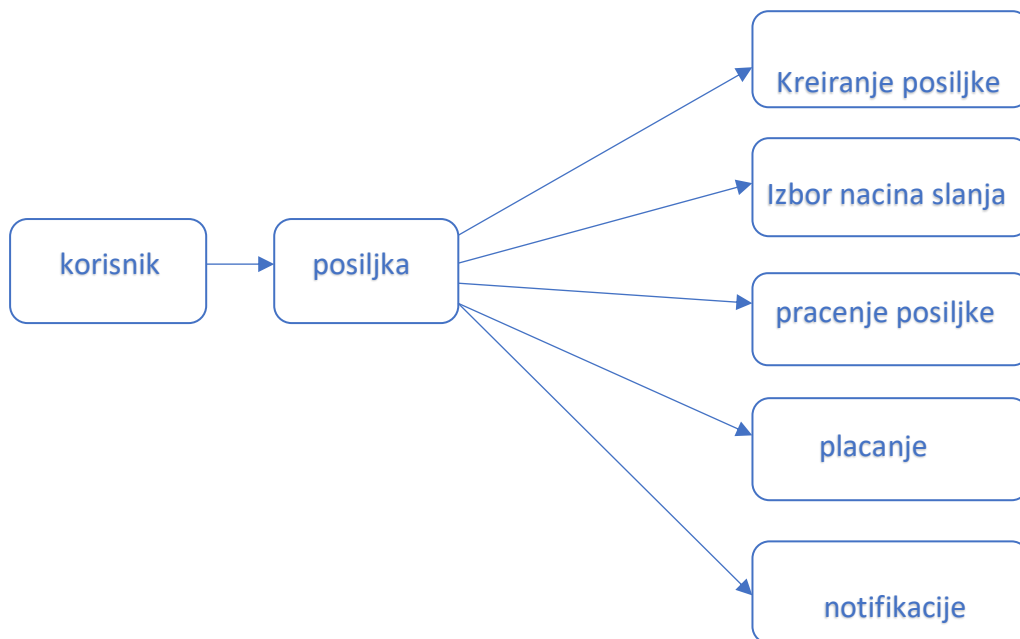 korisnik
posiljka
Kreiranje posiljke
Izbor nacina slanja
pracenje posiljke
placanje
notifikacije